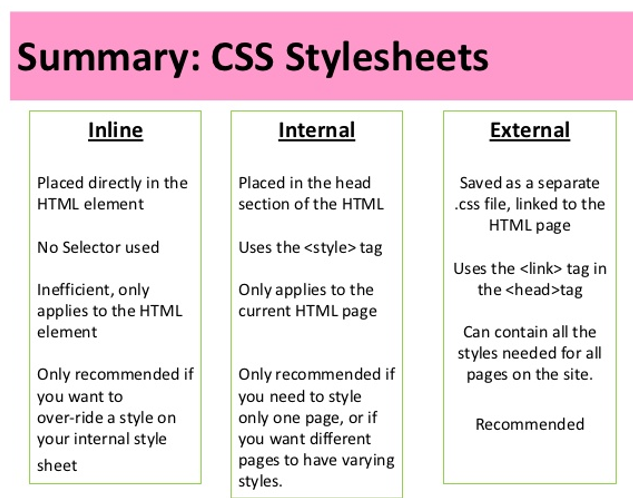 Summary: CSS Stylesheets
Inline
Placed directly in the
HTML element
No Selector used
Inefficient, only
applies to the HTML
element
Only recommended if
you want to
over-ride a style on
your internal style
sheet
Internal
Placed in the head
section of the HTML
Uses the <style> tag
Only applies to the
current HTML page
Only recommended if
you need to style
only one page, or if
you want different
pages to have varying
styles.
External
Saved as a separate
.css file, linked to the
HTML page
Uses the <link> tag in
the <head>tag
Can contain all the
styles needed for all
pages on the site.
Recommended